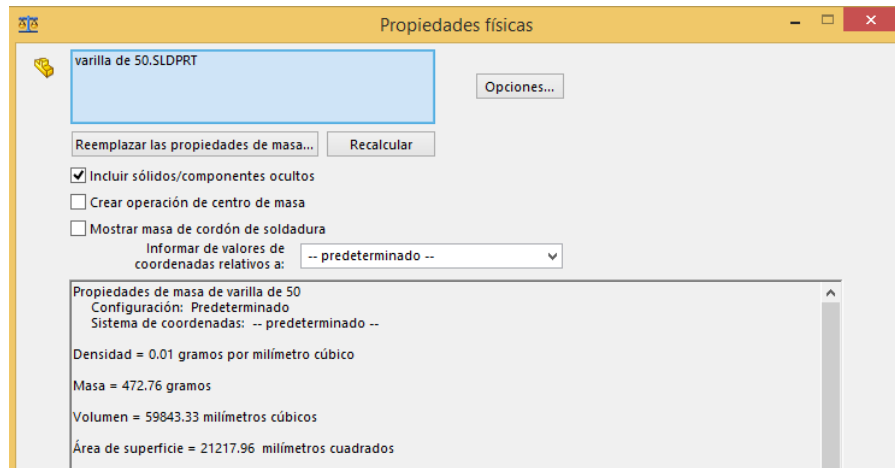 Propiedades físicas
varilla de 50.SLDPRT
Opciones...
Reemplazar las propiedades de masa...
Recalcular
Incluir sólidos/componentes ocultos
Crear operación de centro de masa
Mostrar masa de cordón de soldadura
Informar de valores de
coordenadas relativos a:
-- predeterminado --
Propiedades de masa de varilla de 50
Configuración: Predeterminado
Sistema de coordenadas: -- predeterminado --
Densidad = 0.01 gramos por milímetro cúbico
Masa = 472.76 gramos
Volumen = 59843.33 milímetros cúbicos
Área de superficie = 21217.96 milímetros cuadrados